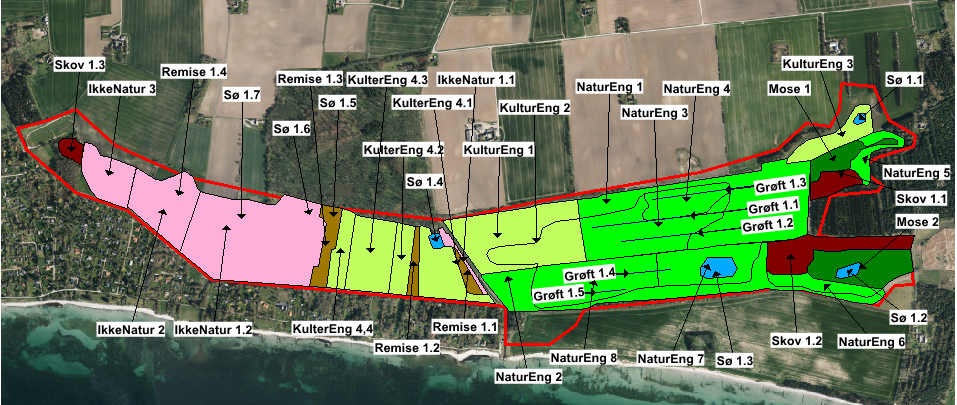 Skov 1.3
IkkeNatur 3
Remise 1.4
Sø 1.7
Remise 1.3
Sø 1.5
Sø 1.6
KulterEng 4.3
KulterEng 4.1
KulterEng 4.2
Sø 1.4
IkkeNatur 1.1
KulturEng 2
KulturEng 1
NaturEng 1
NaturEng 4
NaturEng 3
KulturEng 3
Mose 1
Sø 1.1
NaturEng 5
Skov 1.1
Mose 2
Grøft 1.3
Grøft 1.1
Grøft 1.2
Grøft 1.4
Grøft 1.5
IkkeNatur 2
IkkeNatur 1.2
KulterEng 4,4
Remise 1.2
Remise 1.1
NaturEng 2
NaturEng 8
NaturEng 7
Sø 1.3
Skov 1.2
NaturEng 6
Sø 1.2